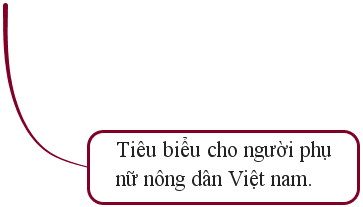 Tiêu biểu cho người phụ
nữ nông dân Việt nam.